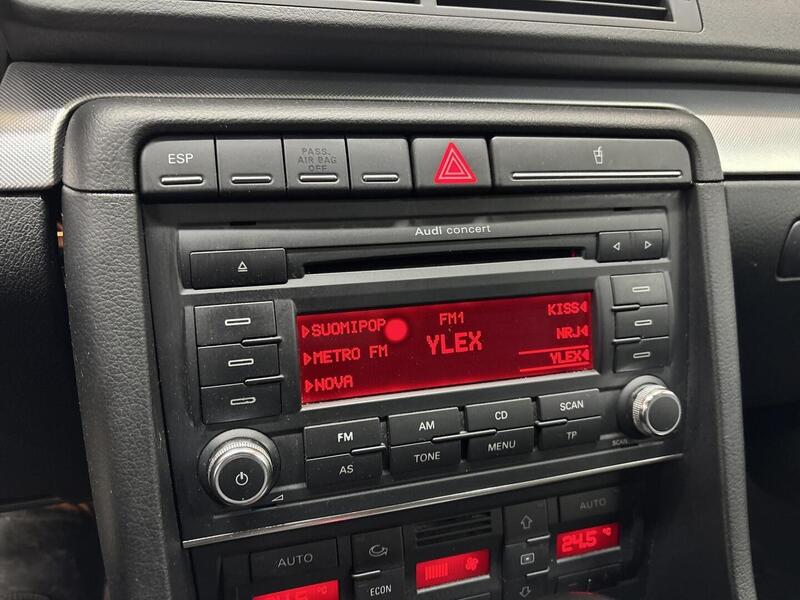 ESP
PASS.
AIR BAG
OFF
Audi concert
SUOMIPOP FM1 KISS
METRO FM YLEX NRJ
NOVA YLEX
FM AM CD SCAN
AS TONE MENU TP SCAN
AUTO ECON AUTO
24.5